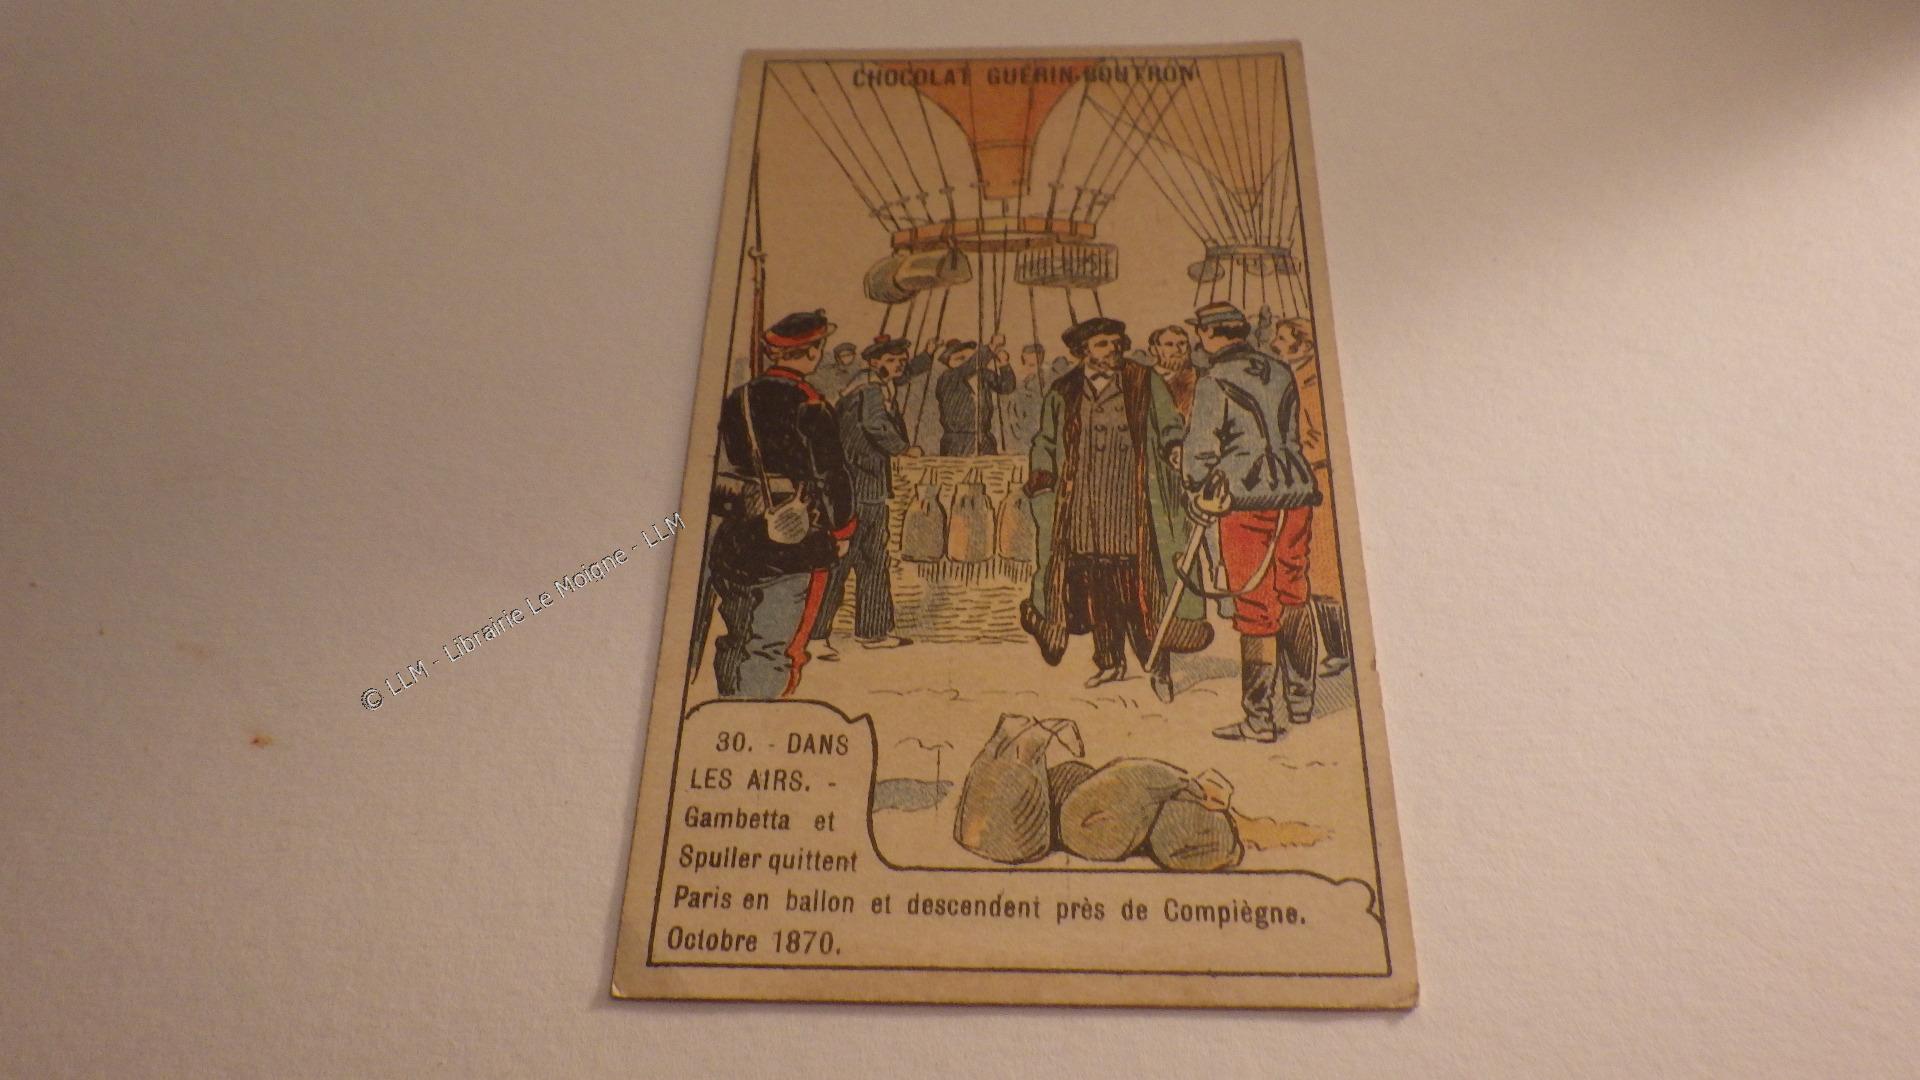 CHOCOLAT GUÉRIN-BOUTRON
30. - DANS
LES AIRS. -
Gambetta et
Spuller quittent
Paris en ballon et descendent près de Compiègne.
Octobre 1870.
© LLM - Librairie Le Moigne - LLM